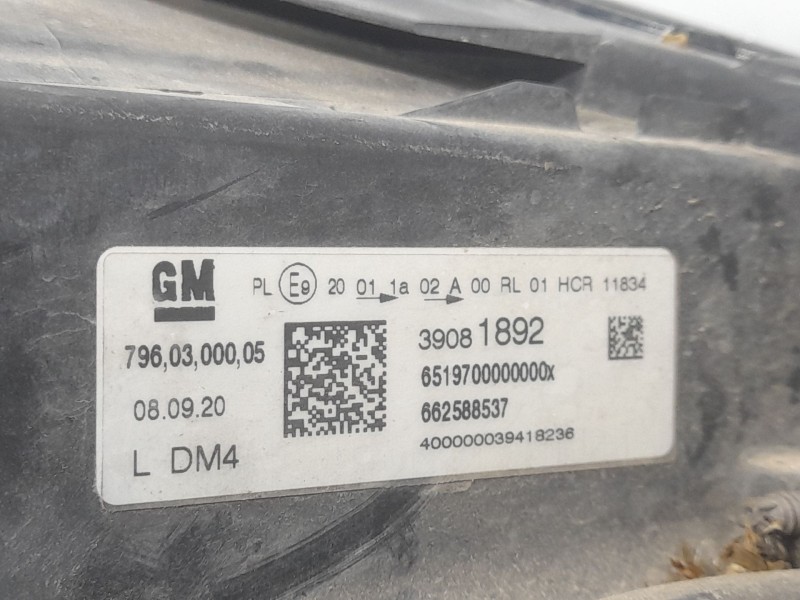 GM
PL E9 20 01 1a 02 A 00 RL 01 HCR 11834
796,03,000,05
39081892
6519700000000x
08.09.20
662588537
L DM4
400000039418236